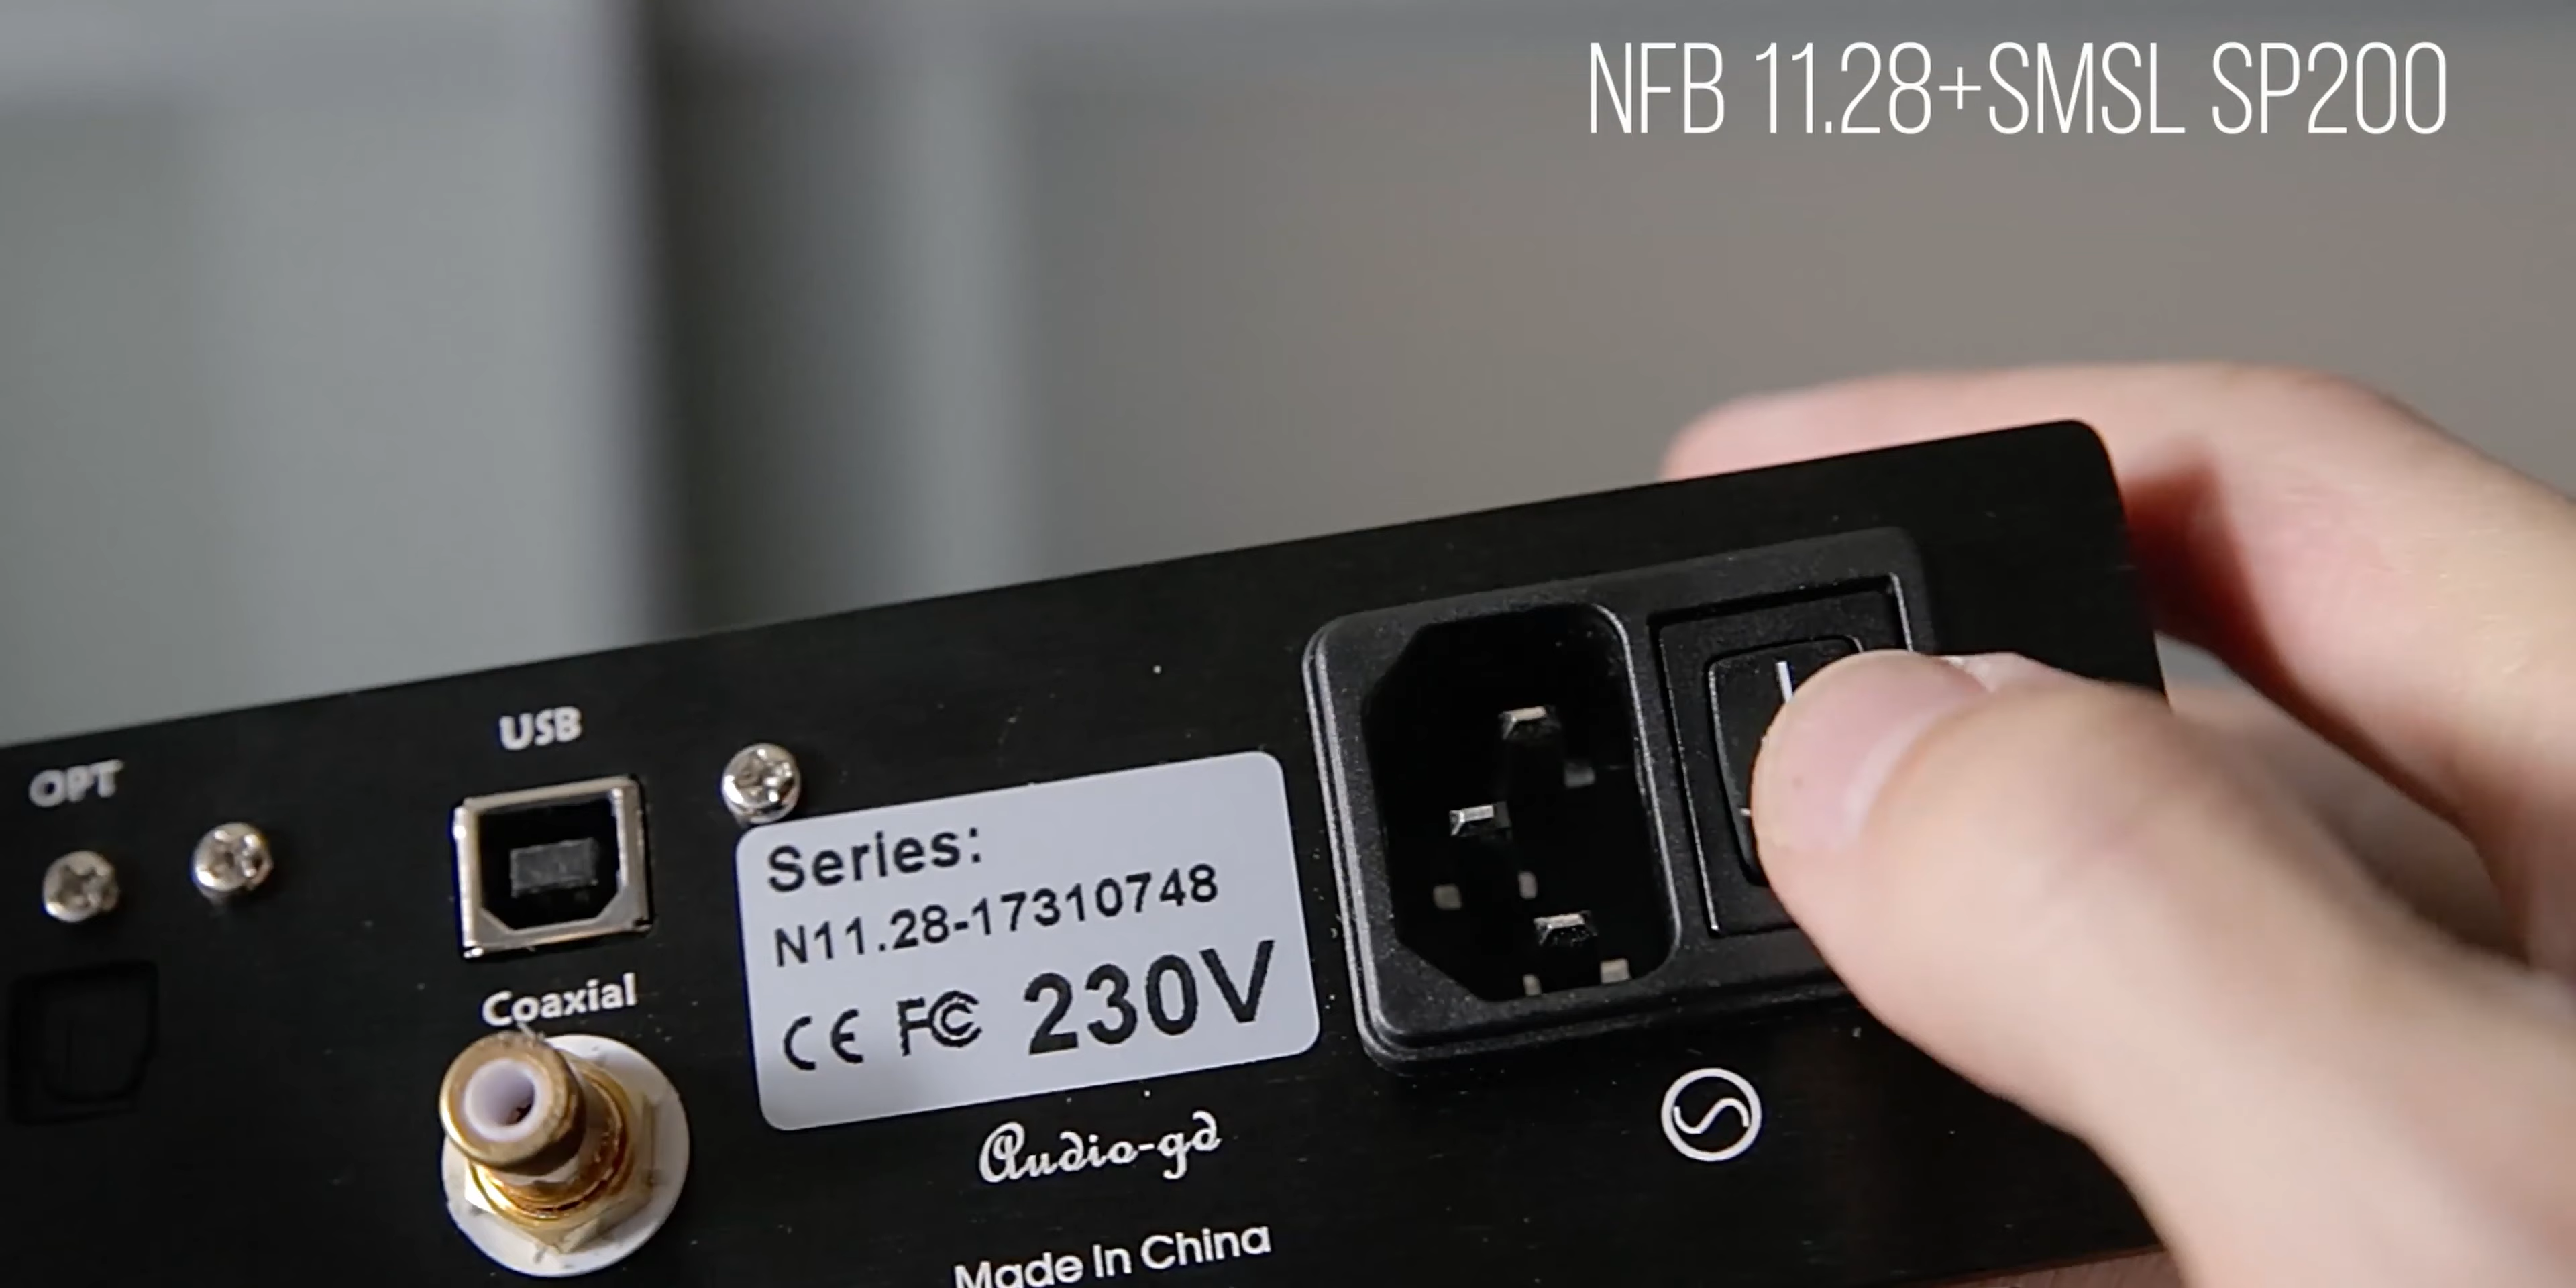 NFB 11.28+SMSL SP200
OPT
USB
Series:
N11.28-17310748
CE FC 230V
Coaxial
Audio-gd
Made In China